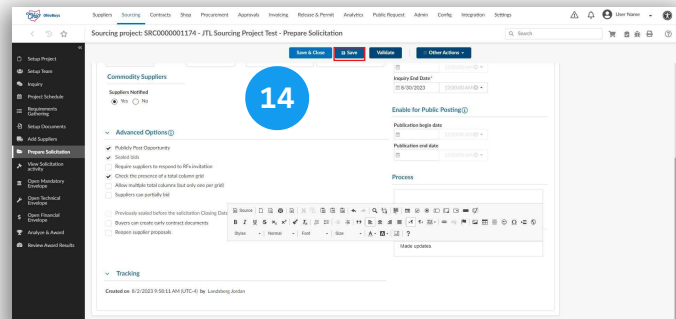 OhioBuys
Suppliers Sourcing Contracts Shop Procurement Approvals Invoicing Release & Permit Analytics Public Request Admin Config Integration Settings
User Name
Sourcing project: SRC0000001174 - JTL Sourcing Project Test - Prepare Solicitation
Search
Save & Close Save Validate Other Actions
Setup Project
Setup Team
Inquiry
Project Schedule
Requirements Gathering
Setup Documents
Add Suppliers
Prepare Solicitation
View Solicitation activity
Open Mandatory Envelope
Open Technical Envelope
Open Financial Envelope
Analyze & Award
Review Award Results
Commodity Suppliers
Suppliers Notified
Yes No
14
Inquiry End Date*
8/30/2023
Enable for Public Posting
Publication begin date
Publication end date
Advanced Options
Publicly Post Opportunity
Sealed bids
Require suppliers to respond to RFx invitation
Check the presence of a total column grid
Allow multiple total columns (but only one per grid)
Suppliers can partially bid
Previously sealed before the solicitation Closing Date
Buyers can create early contract documents
Reopen supplier proposals
Process
Source
Styles Normal Font Size
Made updates
Tracking
Created on 8/2/2023 9:58:11 AM (UTC-4) by Landsberg Jordan